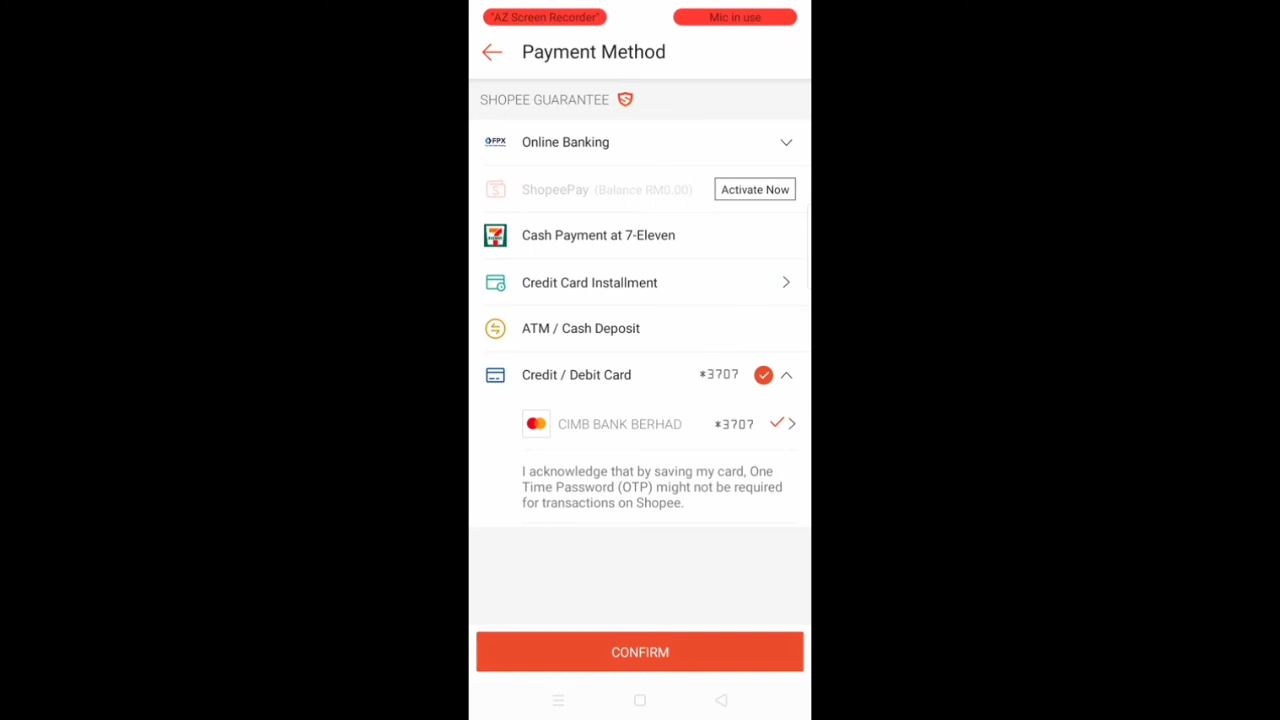 "AZ Screen Recorder" Mic in use
Payment Method
SHOPEE GUARANTEE
FPX Online Banking
ShopeePay (Balance RM0.00) Activate Now
Cash Payment at 7-Eleven
Credit Card Installment
ATM / Cash Deposit
Credit / Debit Card *3707
CIMB BANK BERHAD *3707
I acknowledge that by saving my card, One
Time Password (OTP) might not be required
for transactions on Shopee.
CONFIRM